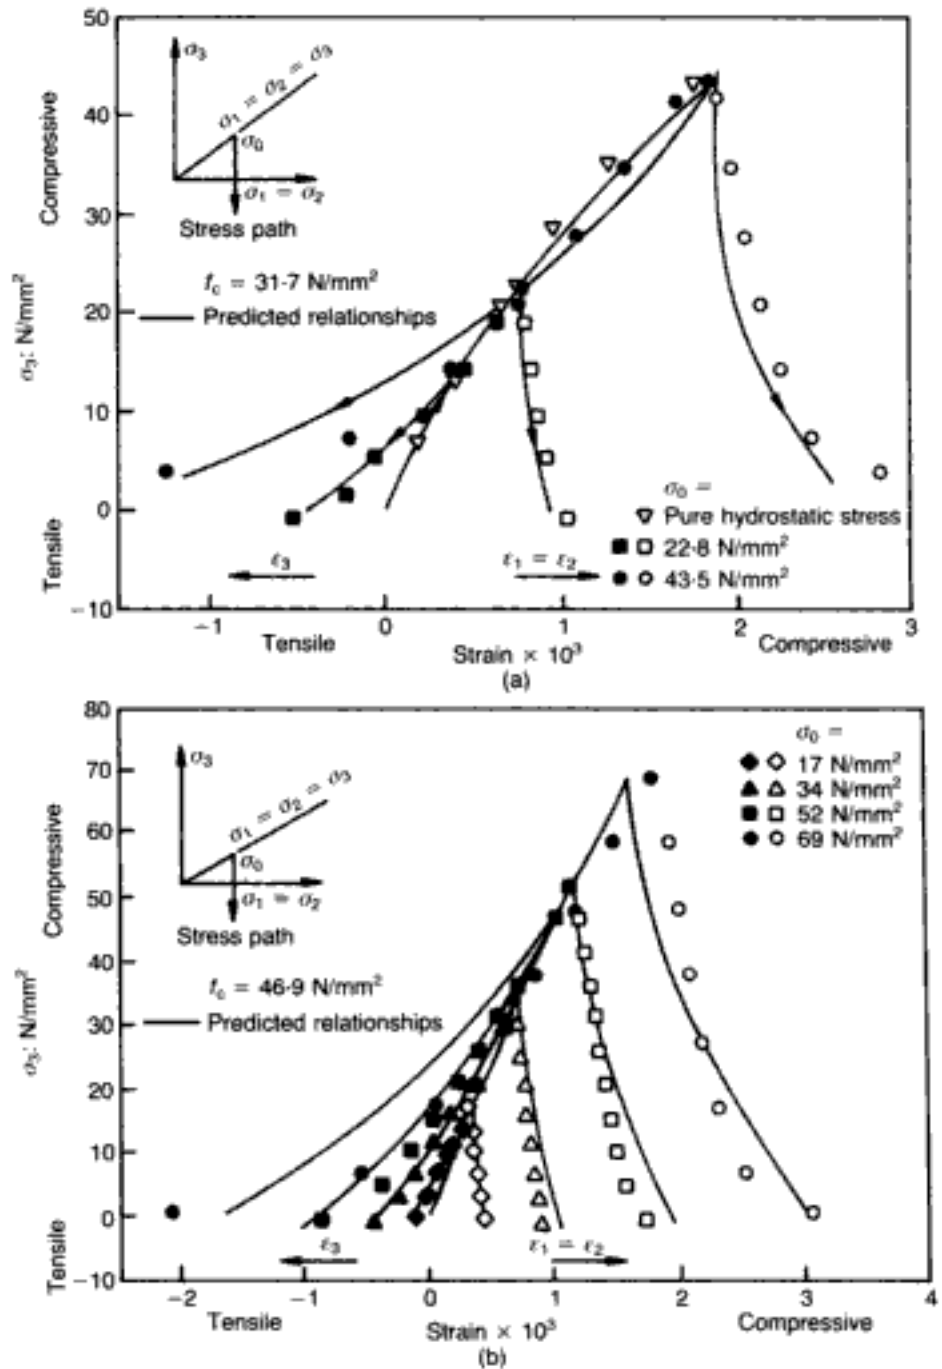 50
40
30
20
10
0
−10
Compressive
σ3: N/mm²
Tensile
σ3
σ1 = σ2 = σ3
σ0
σ1 = σ2
Stress path
fc = 31·7 N/mm²
Predicted relationships
σ0 =
Pure hydrostatic stress
22·8 N/mm²
43·5 N/mm²
ε3
ε1 = ε2
−1 0 1 2 3
Tensile Strain × 10³ Compressive
(a)
80
70
60
50
40
30
20
10
0
−10
Compressive
σ3: N/mm²
Tensile
σ3
σ1 = σ2 = σ3
σ0
σ1 = σ2
Stress path
fc = 46·9 N/mm²
Predicted relationships
σ0 =
17 N/mm²
34 N/mm²
52 N/mm²
69 N/mm²
ε3
ε1 = ε2
−2 −1 0 1 2 3 4
Tensile Strain × 10³ Compressive
(b)